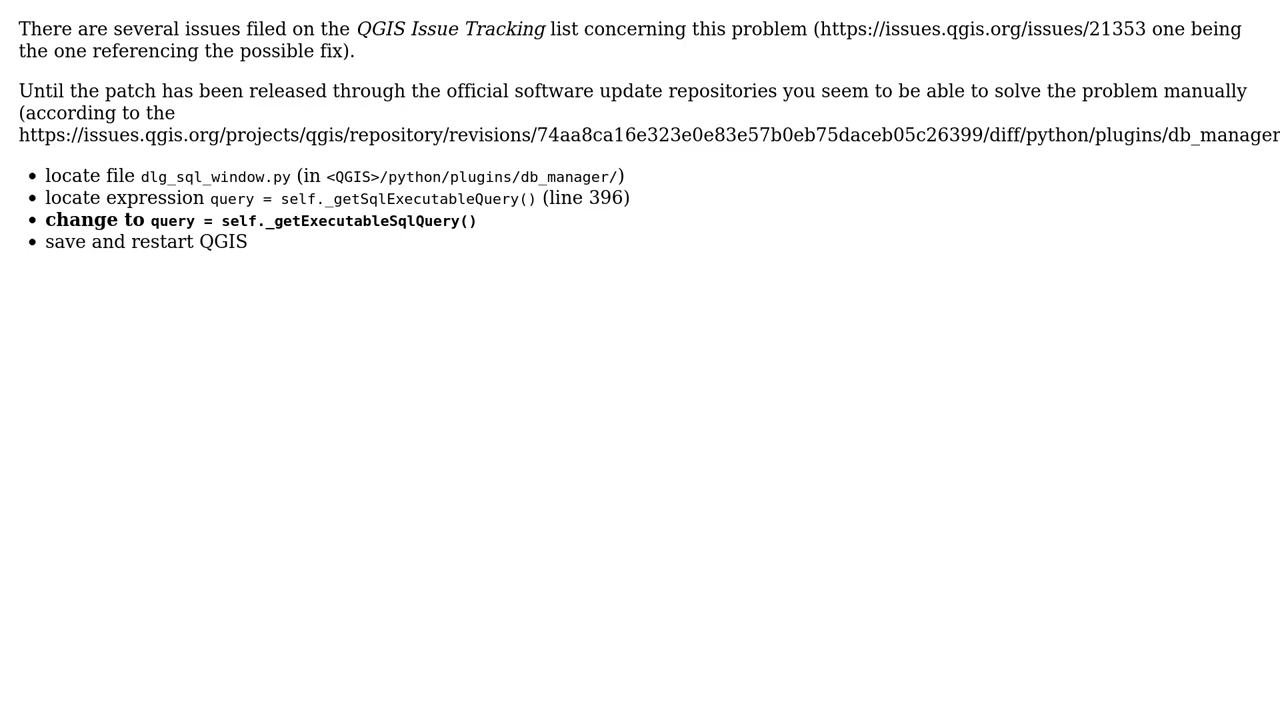 There are several issues filed on the QGIS Issue Tracking list concerning this problem (https://issues.qgis.org/issues/21353 one being
the one referencing the possible fix).
Until the patch has been released through the official software update repositories you seem to be able to solve the problem manually
(according to the
https://issues.qgis.org/projects/qgis/repository/revisions/74aa8ca16e323e0e83e57b0eb75daceb05c26399/diff/python/plugins/db_manager
• locate file dlg_sql_window.py (in <QGIS>/python/plugins/db_manager/)
• locate expression query = self._getSqlExecutableQuery() (line 396)
• change to query = self._getExecutableSqlQuery()
• save and restart QGIS